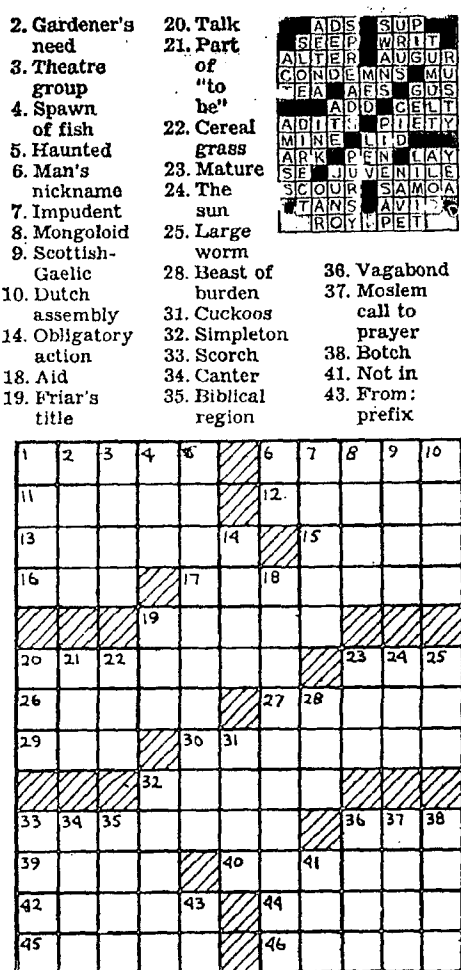 2. Gardener's
need
3. Theatre
group
4. Spawn
of fish
5. Haunted
6. Man's
nickname
7. Impudent
8. Mongoloid
9. Scottish-
Gaelic
10. Dutch
assembly
14. Obligatory
action
18. Aid
19. Friar's
title
20. Talk
21. Part
of
"to
be"
22. Cereal
grass
23. Mature
24. The
sun
25. Large
worm
28. Beast of
burden
31. Cuckoos
32. Simpleton
33. Scorch
34. Canter
35. Biblical
region
ADS SUP
SEEP WRIT
ALTER AUGUR
CONDEMNS MU
TEA AES GUS
ADD CELT
ADITS PIETY
MINE LID
ARK PEN LAY
SE JUVENILE
SCOUR SAMOA
TANS AVI
ROY PET
36. Vagabond
37. Moslem
call to
prayer
38. Botch
41. Not in
43. From:
prefix
1 2 3 4 5 6 7 8 9 10
11 12
13 14 15
16 17 18
19
20 21 22 23 24 25
26 27 28
29 30 31
32
33 34 35 36 37 38
39 40 41
42 43 44
45 46